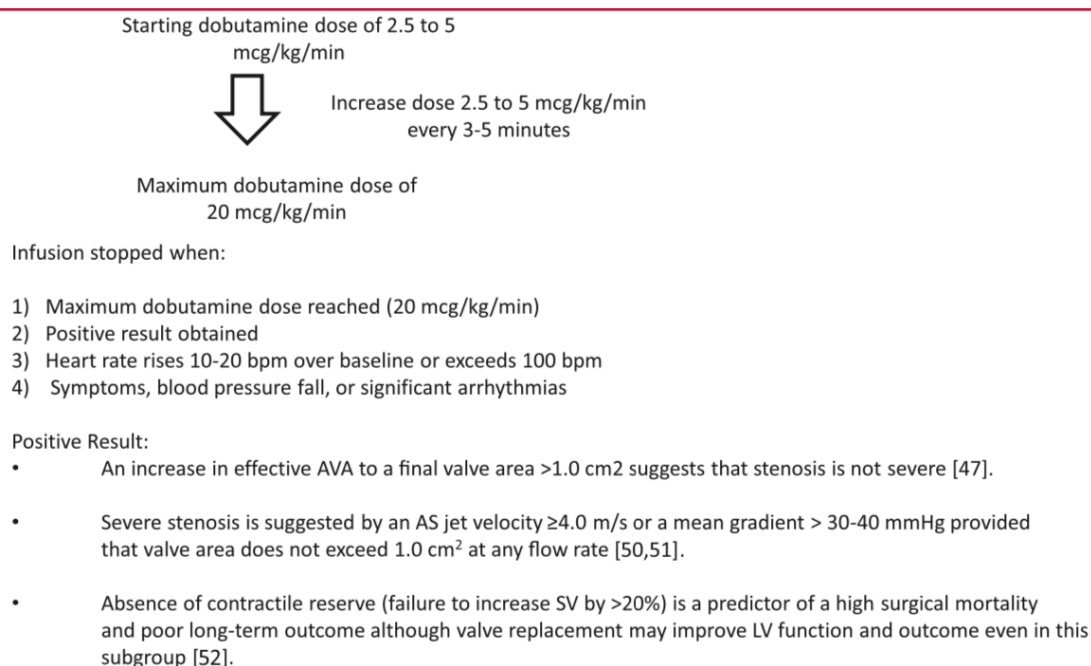 Starting dobutamine dose of 2.5 to 5
mcg/kg/min
Increase dose 2.5 to 5 mcg/kg/min
every 3-5 minutes
Maximum dobutamine dose of
20 mcg/kg/min
Infusion stopped when:
1) Maximum dobutamine dose reached (20 mcg/kg/min)
2) Positive result obtained
3) Heart rate rises 10-20 bpm over baseline or exceeds 100 bpm
4) Symptoms, blood pressure fall, or significant arrhythmias
Positive Result:
• An increase in effective AVA to a final valve area >1.0 cm2 suggests that stenosis is not severe [47].
• Severe stenosis is suggested by an AS jet velocity ≥4.0 m/s or a mean gradient > 30-40 mmHg provided
that valve area does not exceed 1.0 cm² at any flow rate [50,51].
• Absence of contractile reserve (failure to increase SV by >20%) is a predictor of a high surgical mortality
and poor long-term outcome although valve replacement may improve LV function and outcome even in this
subgroup [52].